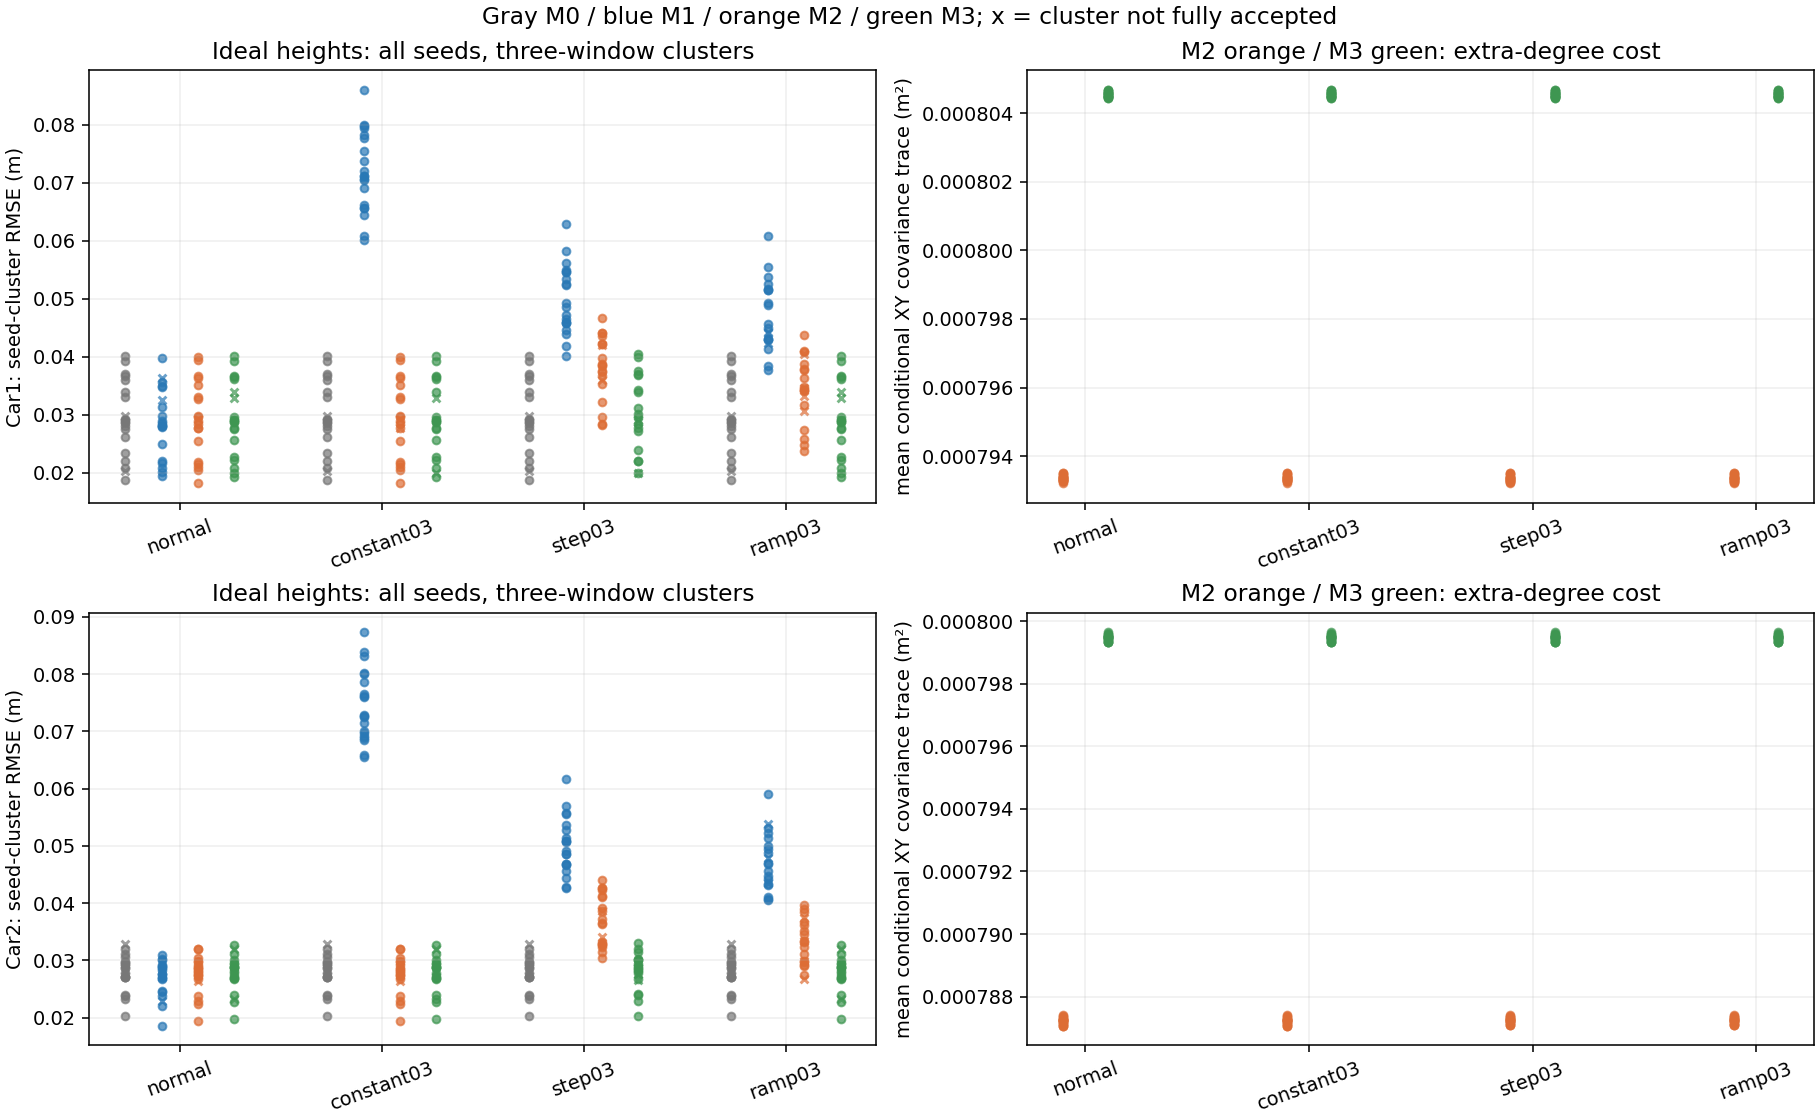 Gray M0 / blue M1 / orange M2 / green M3; x = cluster not fully accepted
Ideal heights: all seeds, three-window clusters
Car1: seed-cluster RMSE (m)
0.08
0.07
0.06
0.05
0.04
0.03
0.02
normal
constant03
step03
ramp03
M2 orange / M3 green: extra-degree cost
mean conditional XY covariance trace (m²)
0.000804
0.000802
0.000800
0.000798
0.000796
0.000794
normal
constant03
step03
ramp03
Ideal heights: all seeds, three-window clusters
Car2: seed-cluster RMSE (m)
0.09
0.08
0.07
0.06
0.05
0.04
0.03
0.02
normal
constant03
step03
ramp03
M2 orange / M3 green: extra-degree cost
mean conditional XY covariance trace (m²)
0.000800
0.000798
0.000796
0.000794
0.000792
0.000790
0.000788
normal
constant03
step03
ramp03